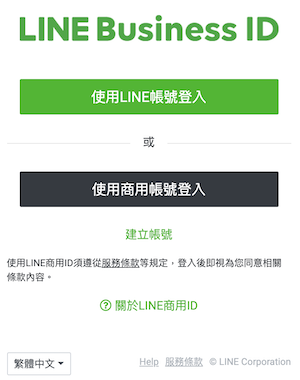 LINE Business ID
使用LINE帳號登入
或
使用商用帳號登入
建立帳號
使用LINE商用ID須遵從服務條款等規定，登入後即視為您同意相關
條款內容。
? 關於LINE商用ID
繁體中文
Help 服務條款 © LINE Corporation